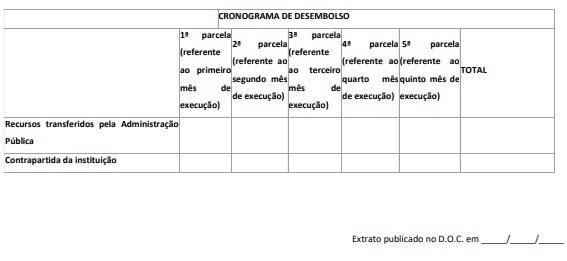 CRONOGRAMA DE DESEMBOLSO
1ª parcela
(referente
ao primeiro
mês de
execução)
2ª parcela
(referente ao
segundo mês
de execução)
3ª parcela
(referente
ao terceiro
mês de
execução)
4ª parcela
(referente ao
quarto mês
de execução)
5ª parcela
(referente ao
quinto mês de
execução)
TOTAL
Recursos transferidos pela Administração
Pública
Contrapartida da instituição
Extrato publicado no D.O.C. em _____/_____/_____